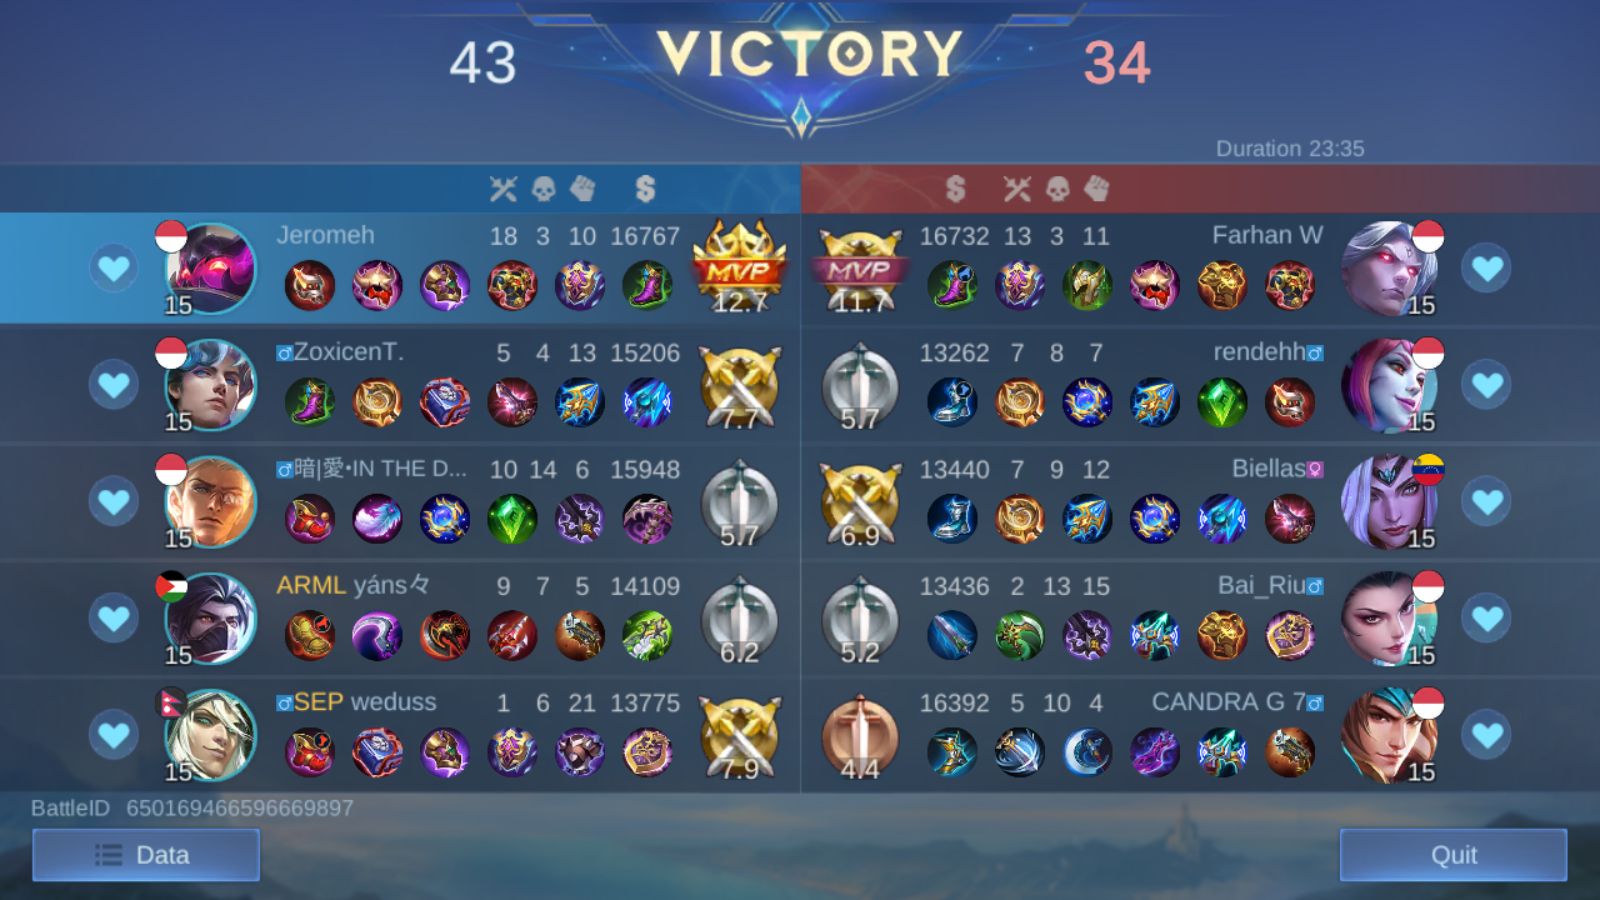 43 VICTORY 34
Duration 23:35
Jeromeh 18 3 10 16767 MVP 12.7
15
MVP 11.7 16732 13 3 11 Farhan W
15
ZoxicenT. 5 4 13 15206 7.7
15
5.7 13262 7 8 7 rendehh
15
暗|愛•IN THE D... 10 14 6 15948 5.7
15
6.9 13440 7 9 12 Biellas
15
ARML yáns々 9 7 5 14109 6.2
15
5.2 13436 2 13 15 Bai_Riu
15
SEP weduss 1 6 21 13775 7.9
15
4.4 16392 5 10 4 CANDRA G 7
15
BattleID 650169466596669897
Data
Quit